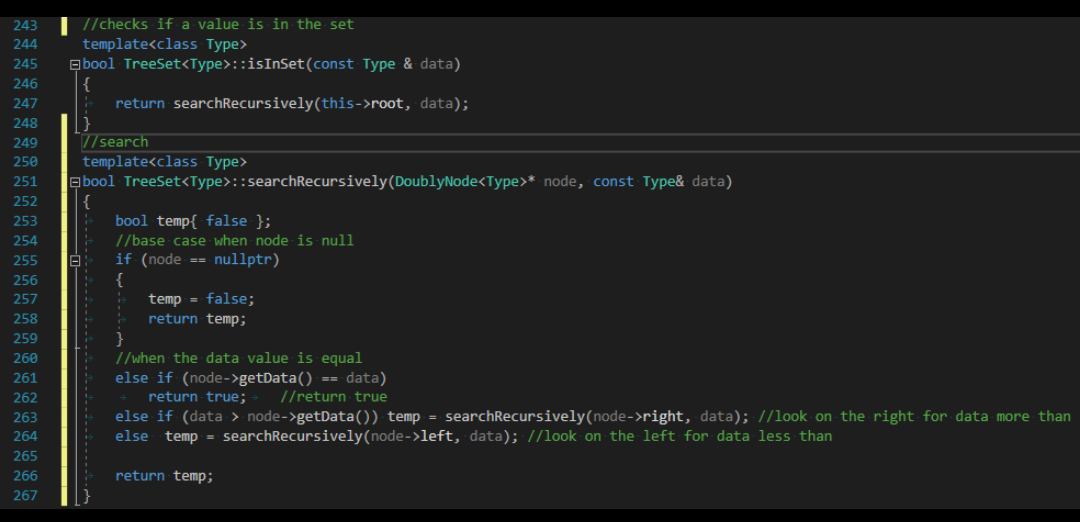 243 //checks if a value is in the set
244 template<class Type>
245 bool TreeSet<Type>::isInSet(const Type & data)
246 {
247 return searchRecursively(this->root, data);
248 }
249 //search
250 template<class Type>
251 bool TreeSet<Type>::searchRecursively(DoublyNode<Type>* node, const Type& data)
252 {
253 bool temp{ false };
254 //base case when node is null
255 if (node == nullptr)
256 {
257 temp = false;
258 return temp;
259 }
260 //when the data value is equal
261 else if (node->getData() == data)
262 return true; //return true
263 else if (data > node->getData()) temp = searchRecursively(node->right, data); //look on the right for data more than
264 else temp = searchRecursively(node->left, data); //look on the left for data less than
265
266 return temp;
267 }